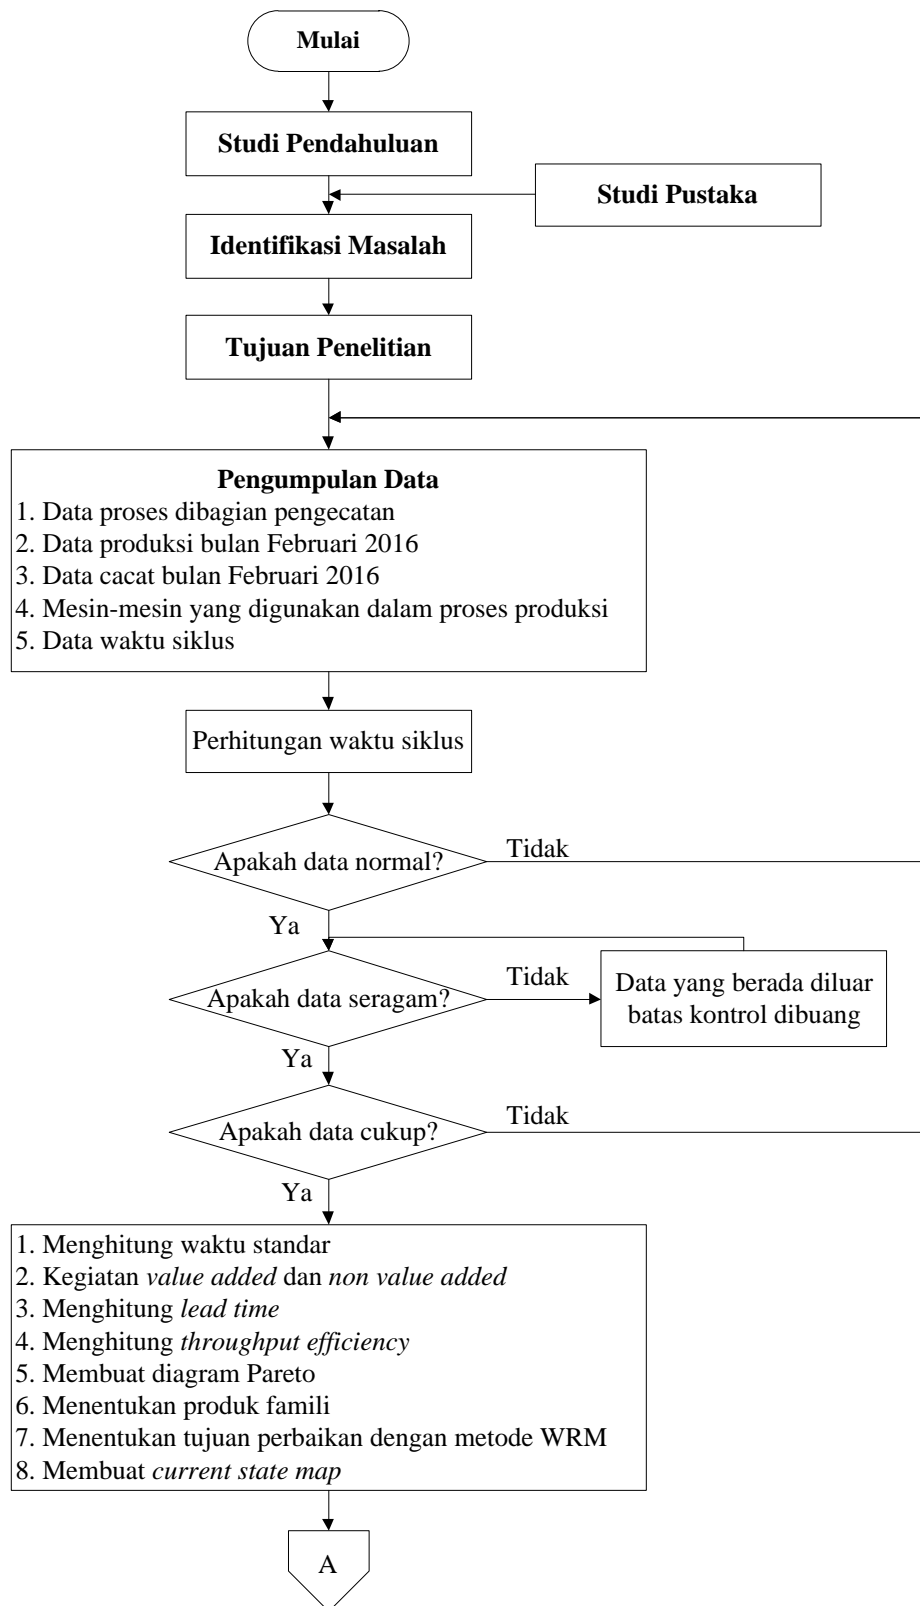 Mulai
Studi Pendahuluan
Studi Pustaka
Identifikasi Masalah
Tujuan Penelitian
Pengumpulan Data
1. Data proses dibagian pengecatan
2. Data produksi bulan Februari 2016
3. Data cacat bulan Februari 2016
4. Mesin-mesin yang digunakan dalam proses produksi
5. Data waktu siklus
Perhitungan waktu siklus
Apakah data normal?
Tidak
Ya
Apakah data seragam?
Tidak
Data yang berada diluar
batas kontrol dibuang
Ya
Apakah data cukup?
Tidak
Ya
1. Menghitung waktu standar
2. Kegiatan value added dan non value added
3. Menghitung lead time
4. Menghitung throughput efficiency
5. Membuat diagram Pareto
6. Menentukan produk famili
7. Menentukan tujuan perbaikan dengan metode WRM
8. Membuat current state map
A